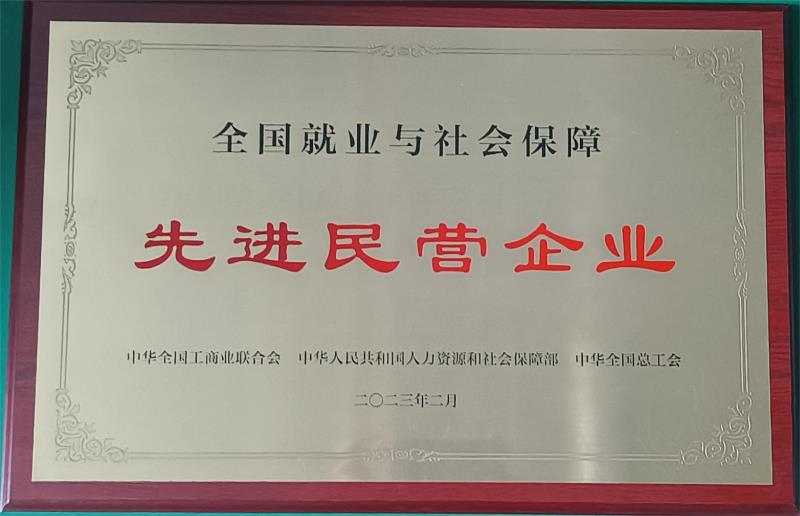 全国就业与社会保障
先进民营企业
中华全国工商业联合会 中华人民共和国人力资源和社会保障部 中华全国总工会
二〇二三年二月